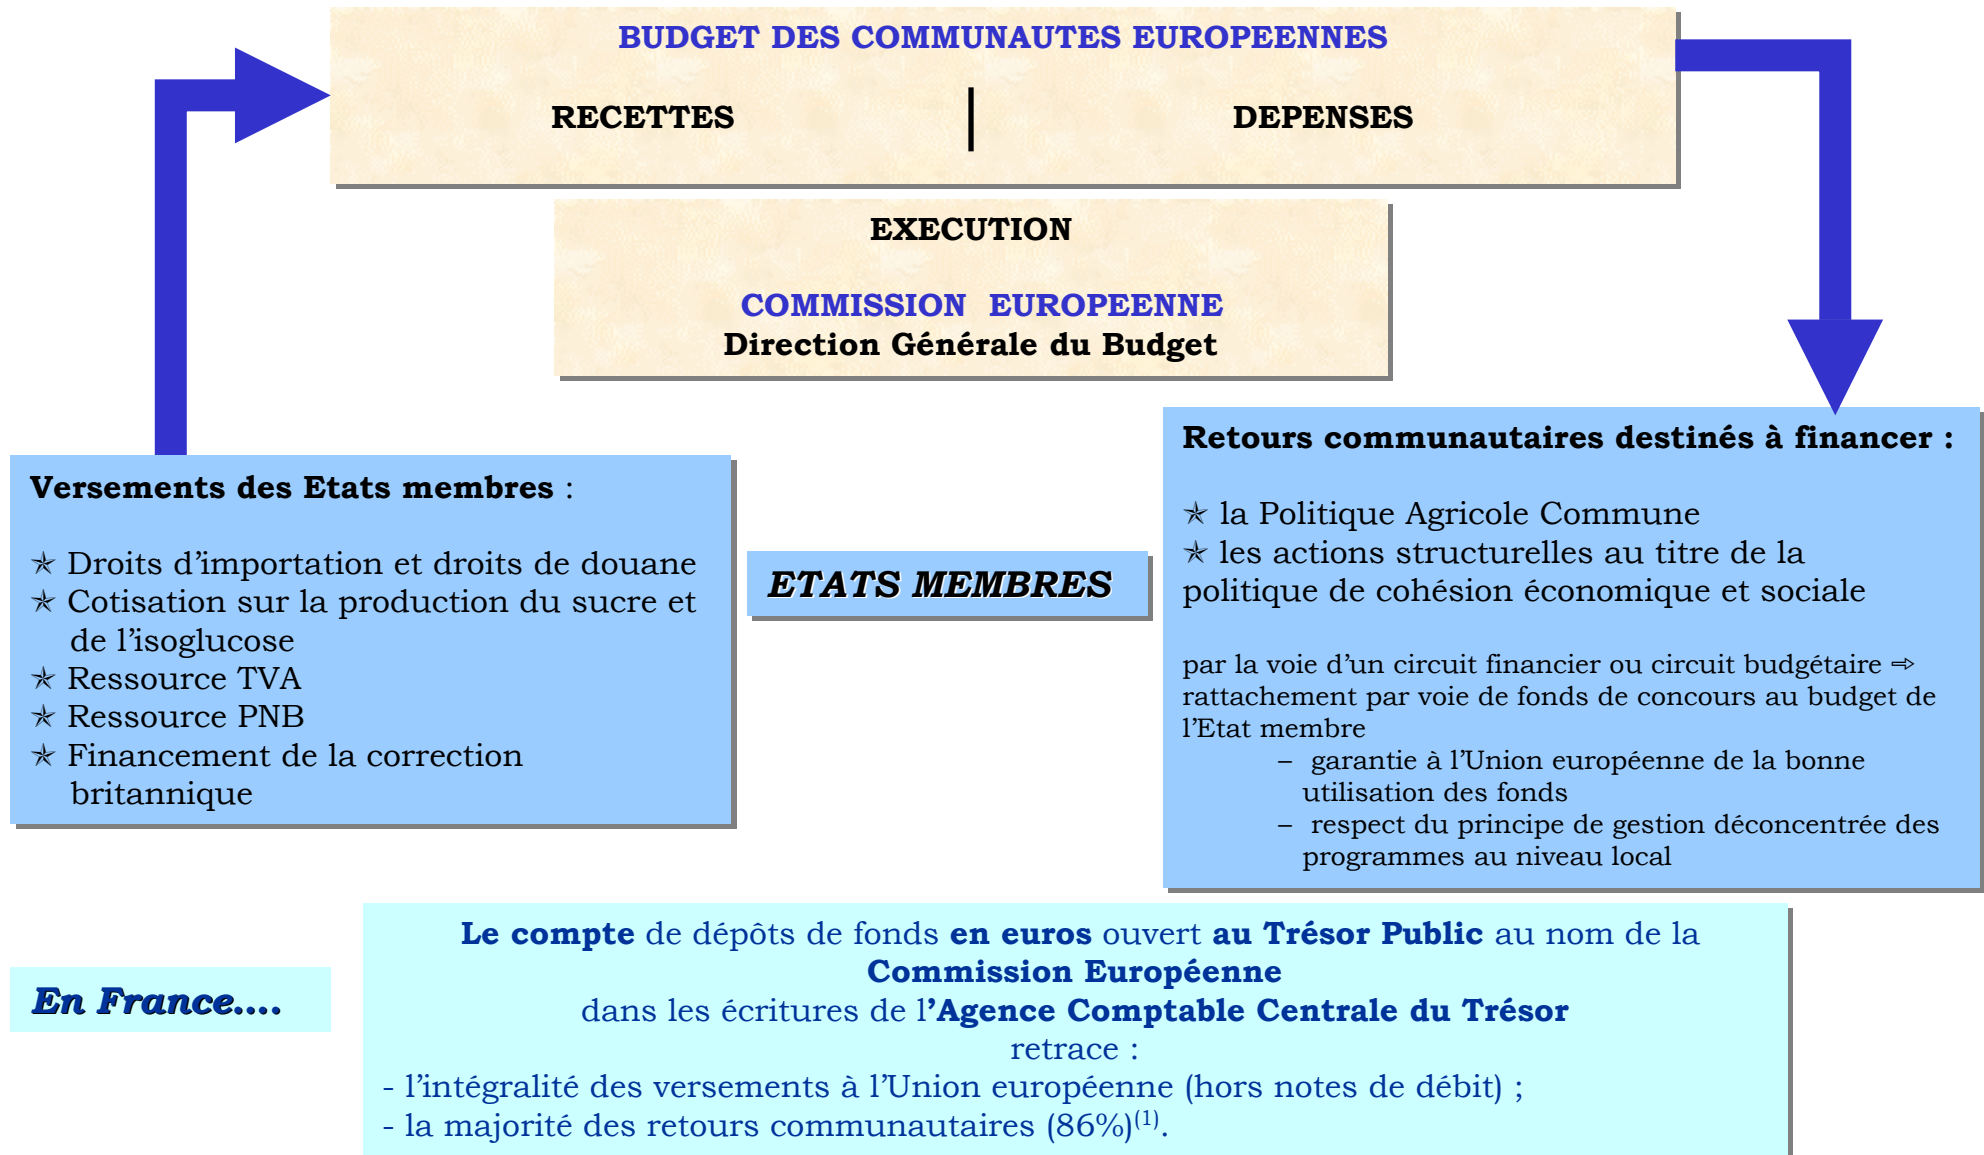 BUDGET DES COMMUNAUTES EUROPEENNES
RECETTES
DEPENSES
EXECUTION
COMMISSION EUROPEENNE
Direction Générale du Budget
Versements des Etats membres :
✯ Droits d’importation et droits de douane
✯ Cotisation sur la production du sucre et
de l’isoglucose
✯ Ressource TVA
✯ Ressource PNB
✯ Financement de la correction
britannique
ETATS MEMBRES
Retours communautaires destinés à financer :
✯ la Politique Agricole Commune
✯ les actions structurelles au titre de la
politique de cohésion économique et sociale
par la voie d’un circuit financier ou circuit budgétaire ⇨
rattachement par voie de fonds de concours au budget de
l’Etat membre
– garantie à l’Union européenne de la bonne
utilisation des fonds
– respect du principe de gestion déconcentrée des
programmes au niveau local
En France....
Le compte de dépôts de fonds en euros ouvert au Trésor Public au nom de la
Commission Européenne
dans les écritures de l’Agence Comptable Centrale du Trésor
retrace :
- l’intégralité des versements à l’Union européenne (hors notes de débit) ;
- la majorité des retours communautaires (86%)(1).